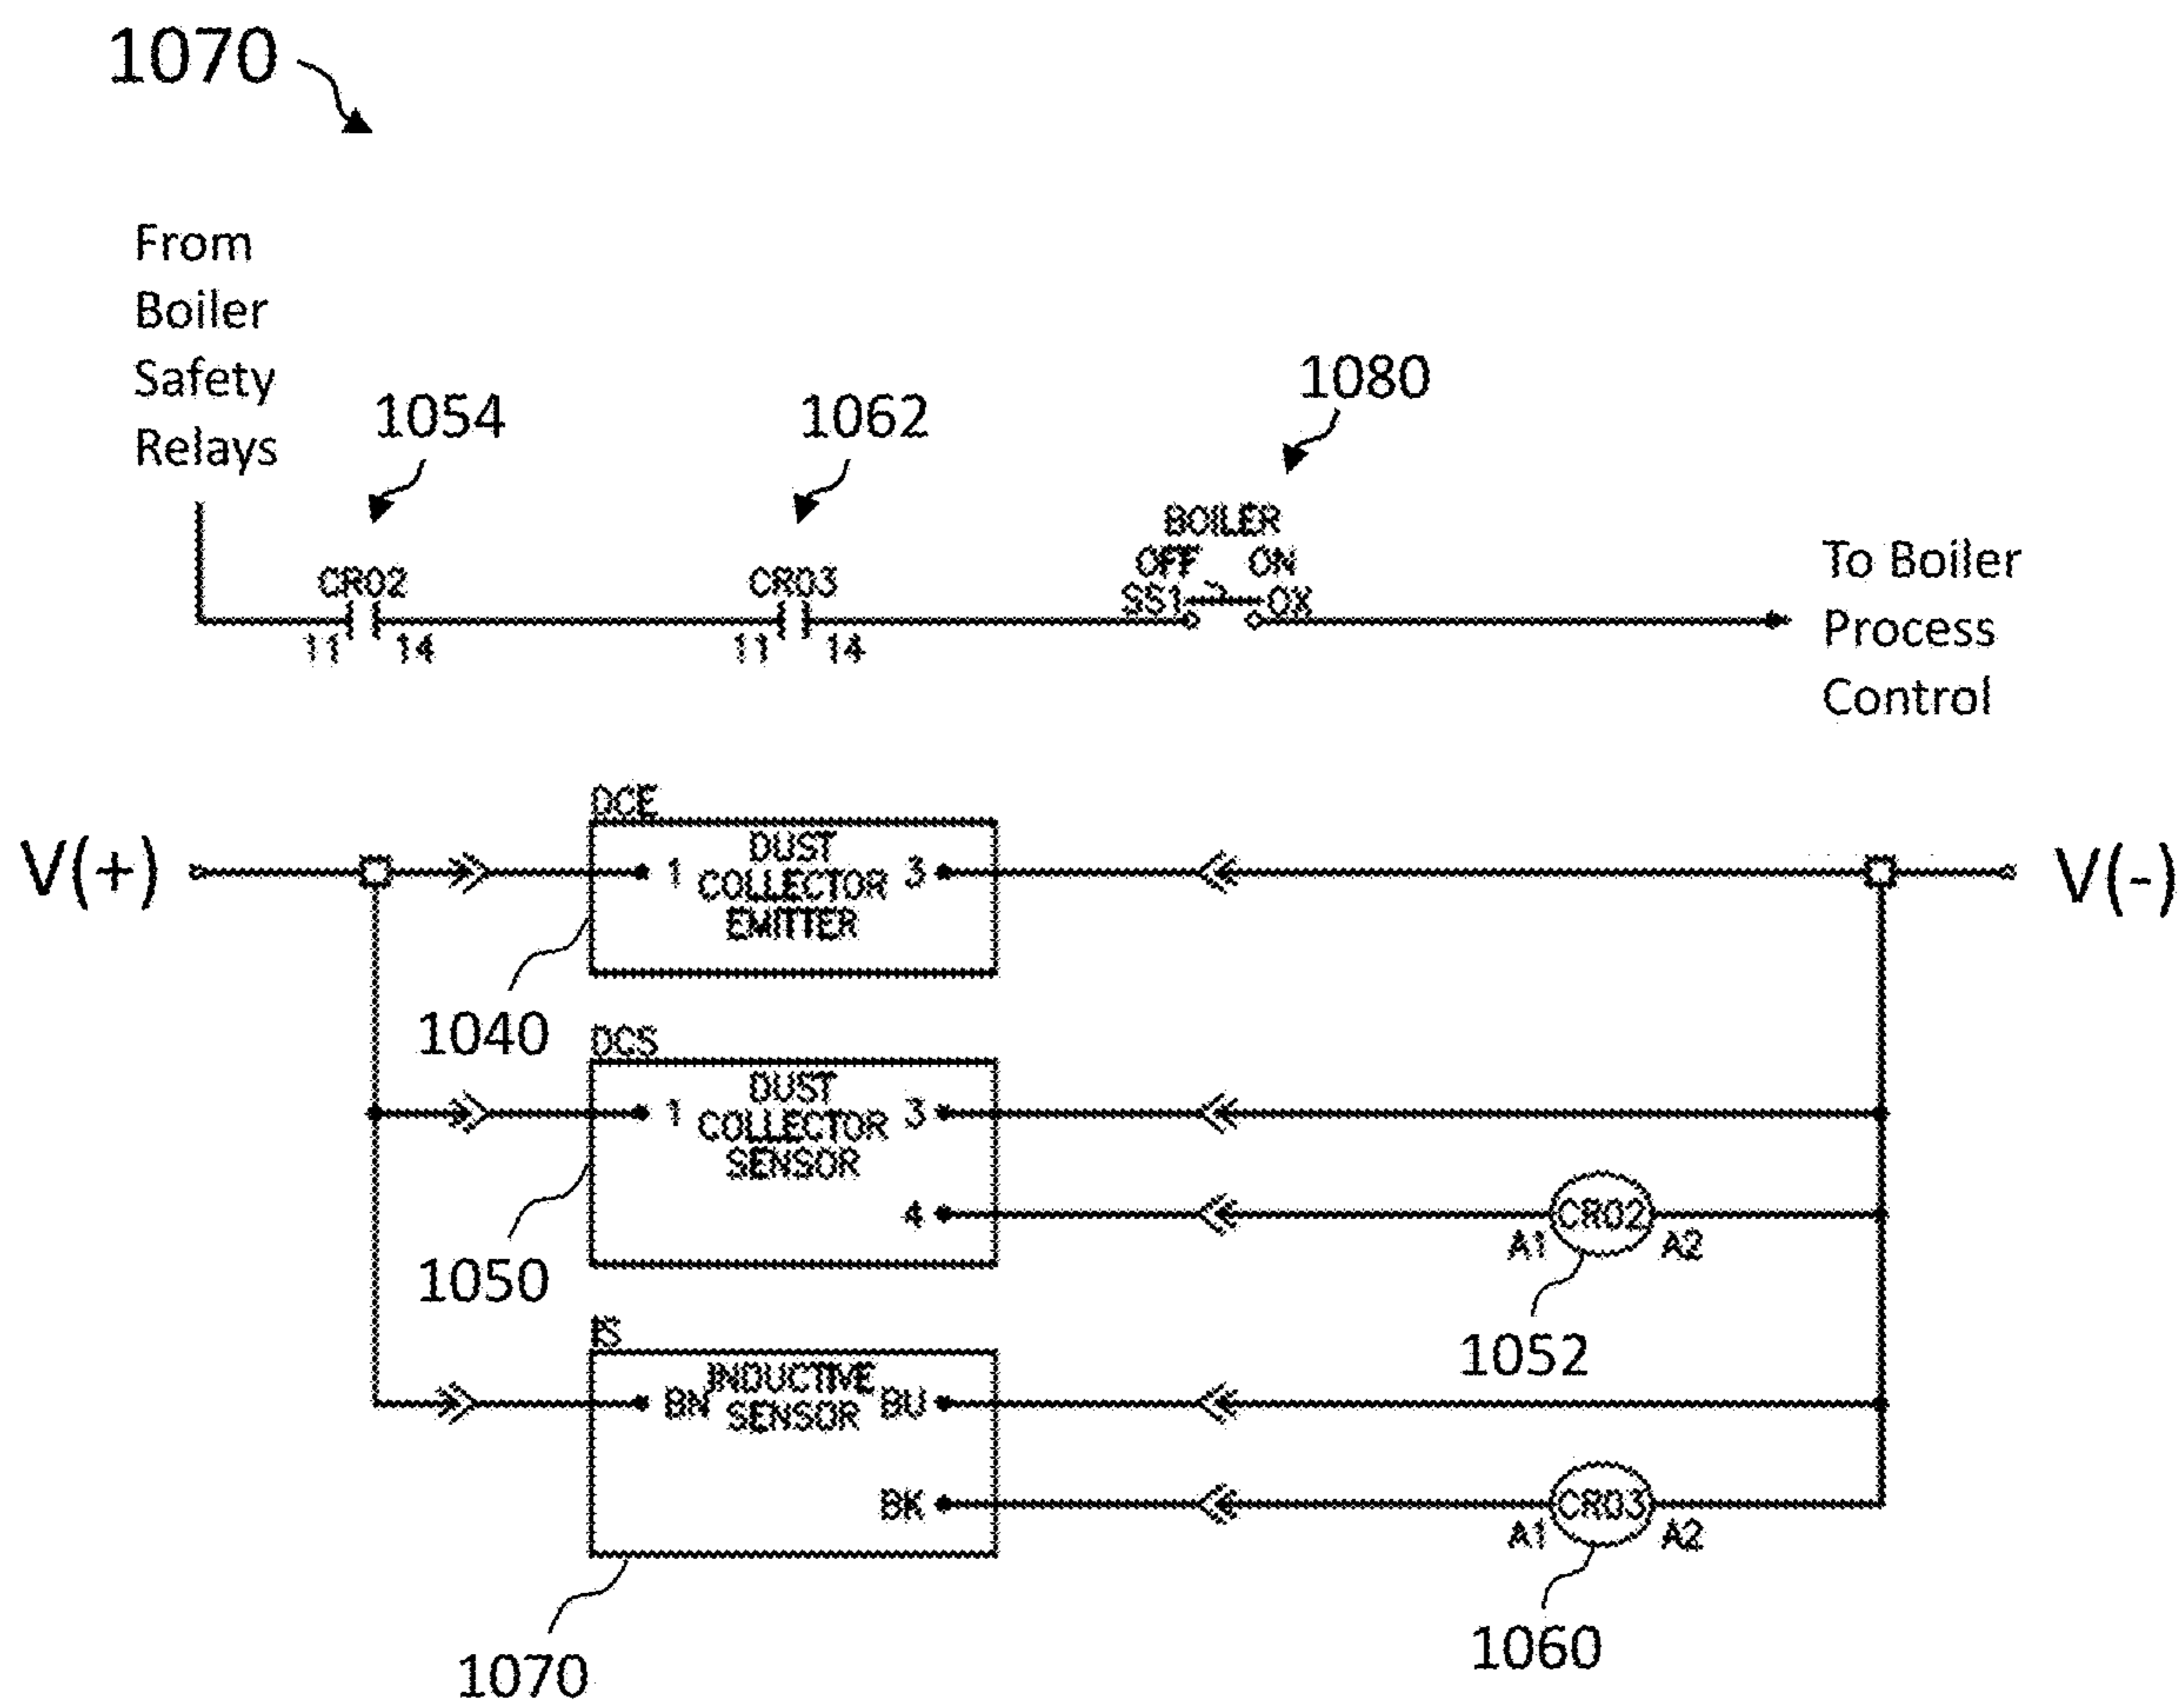 1070
From
Boiler
Safety
Relays
1054
1062
1080
BOILER
OFF ON
CR02
CR03
SS1 OX
11 14
11 14
To Boiler
Process
Control
DCE
V(+)
1 DUST 3
COLLECTOR
EMITTER
V(-)
1040
DCS
1 DUST 3
COLLECTOR
SENSOR
4
CR02
A1 A2
1050
1052
IS
BN INDUCTIVE BU
SENSOR
BK
CR03
A1 A2
1070
1060